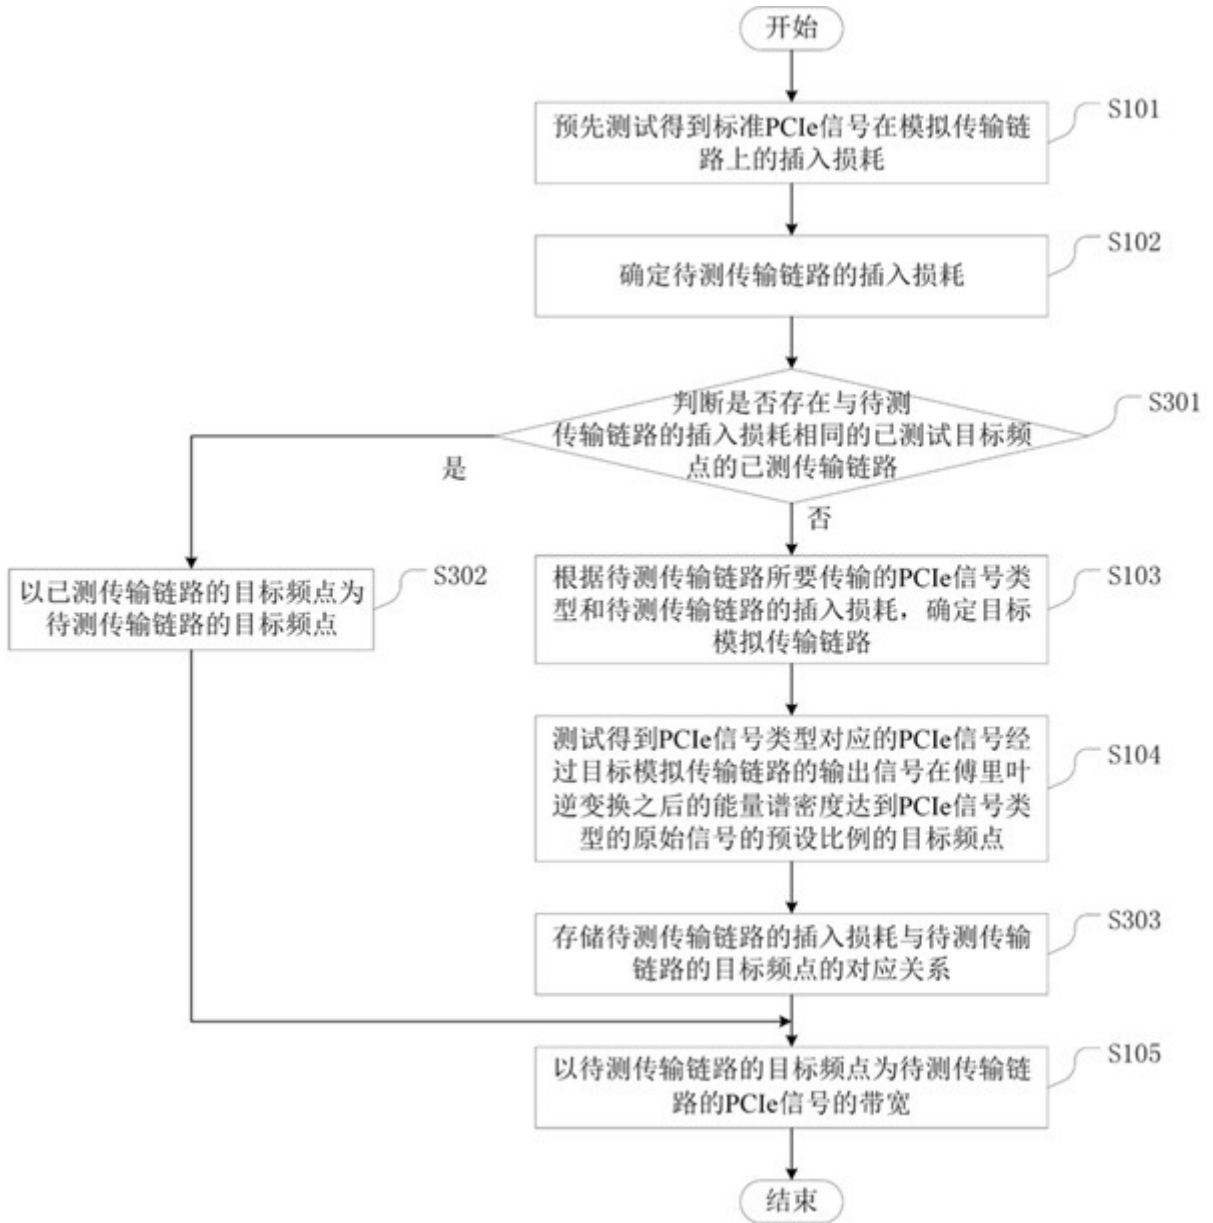 开始
预先测试得到标准PCIe信号在模拟传输链
路上的插入损耗
S101
确定待测传输链路的插入损耗
S102
判断是否存在与待测
传输链路的插入损耗相同的已测试目标频
点的已测传输链路
S301
是
否
以已测传输链路的目标频点为
待测传输链路的目标频点
S302
根据待测传输链路所要传输的PCIe信号类
型和待测传输链路的插入损耗，确定目标
模拟传输链路
S103
测试得到PCIe信号类型对应的PCIe信号经
过目标模拟传输链路的输出信号在傅里叶
逆变换之后的能量谱密度达到PCIe信号类
型的原始信号的预设比例的目标频点
S104
存储待测传输链路的插入损耗与待测传输
链路的目标频点的对应关系
S303
以待测传输链路的目标频点为待测传输链
路的PCIe信号的带宽
S105
结束